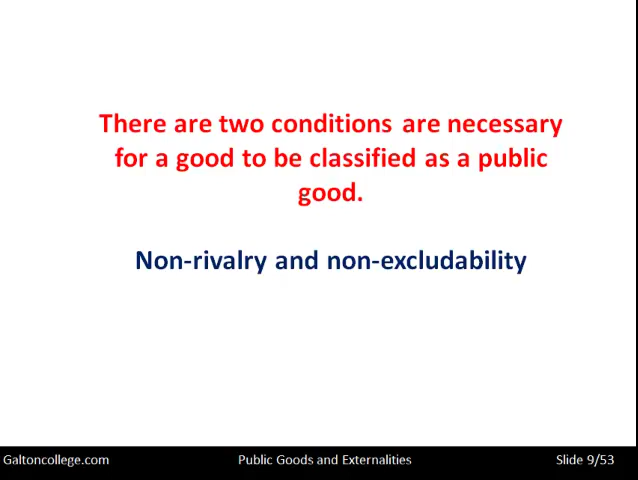 There are two conditions are necessary
for a good to be classified as a public
good.
Non-rivalry and non-excludability
Galtoncollege.com Public Goods and Externalities Slide 9/53